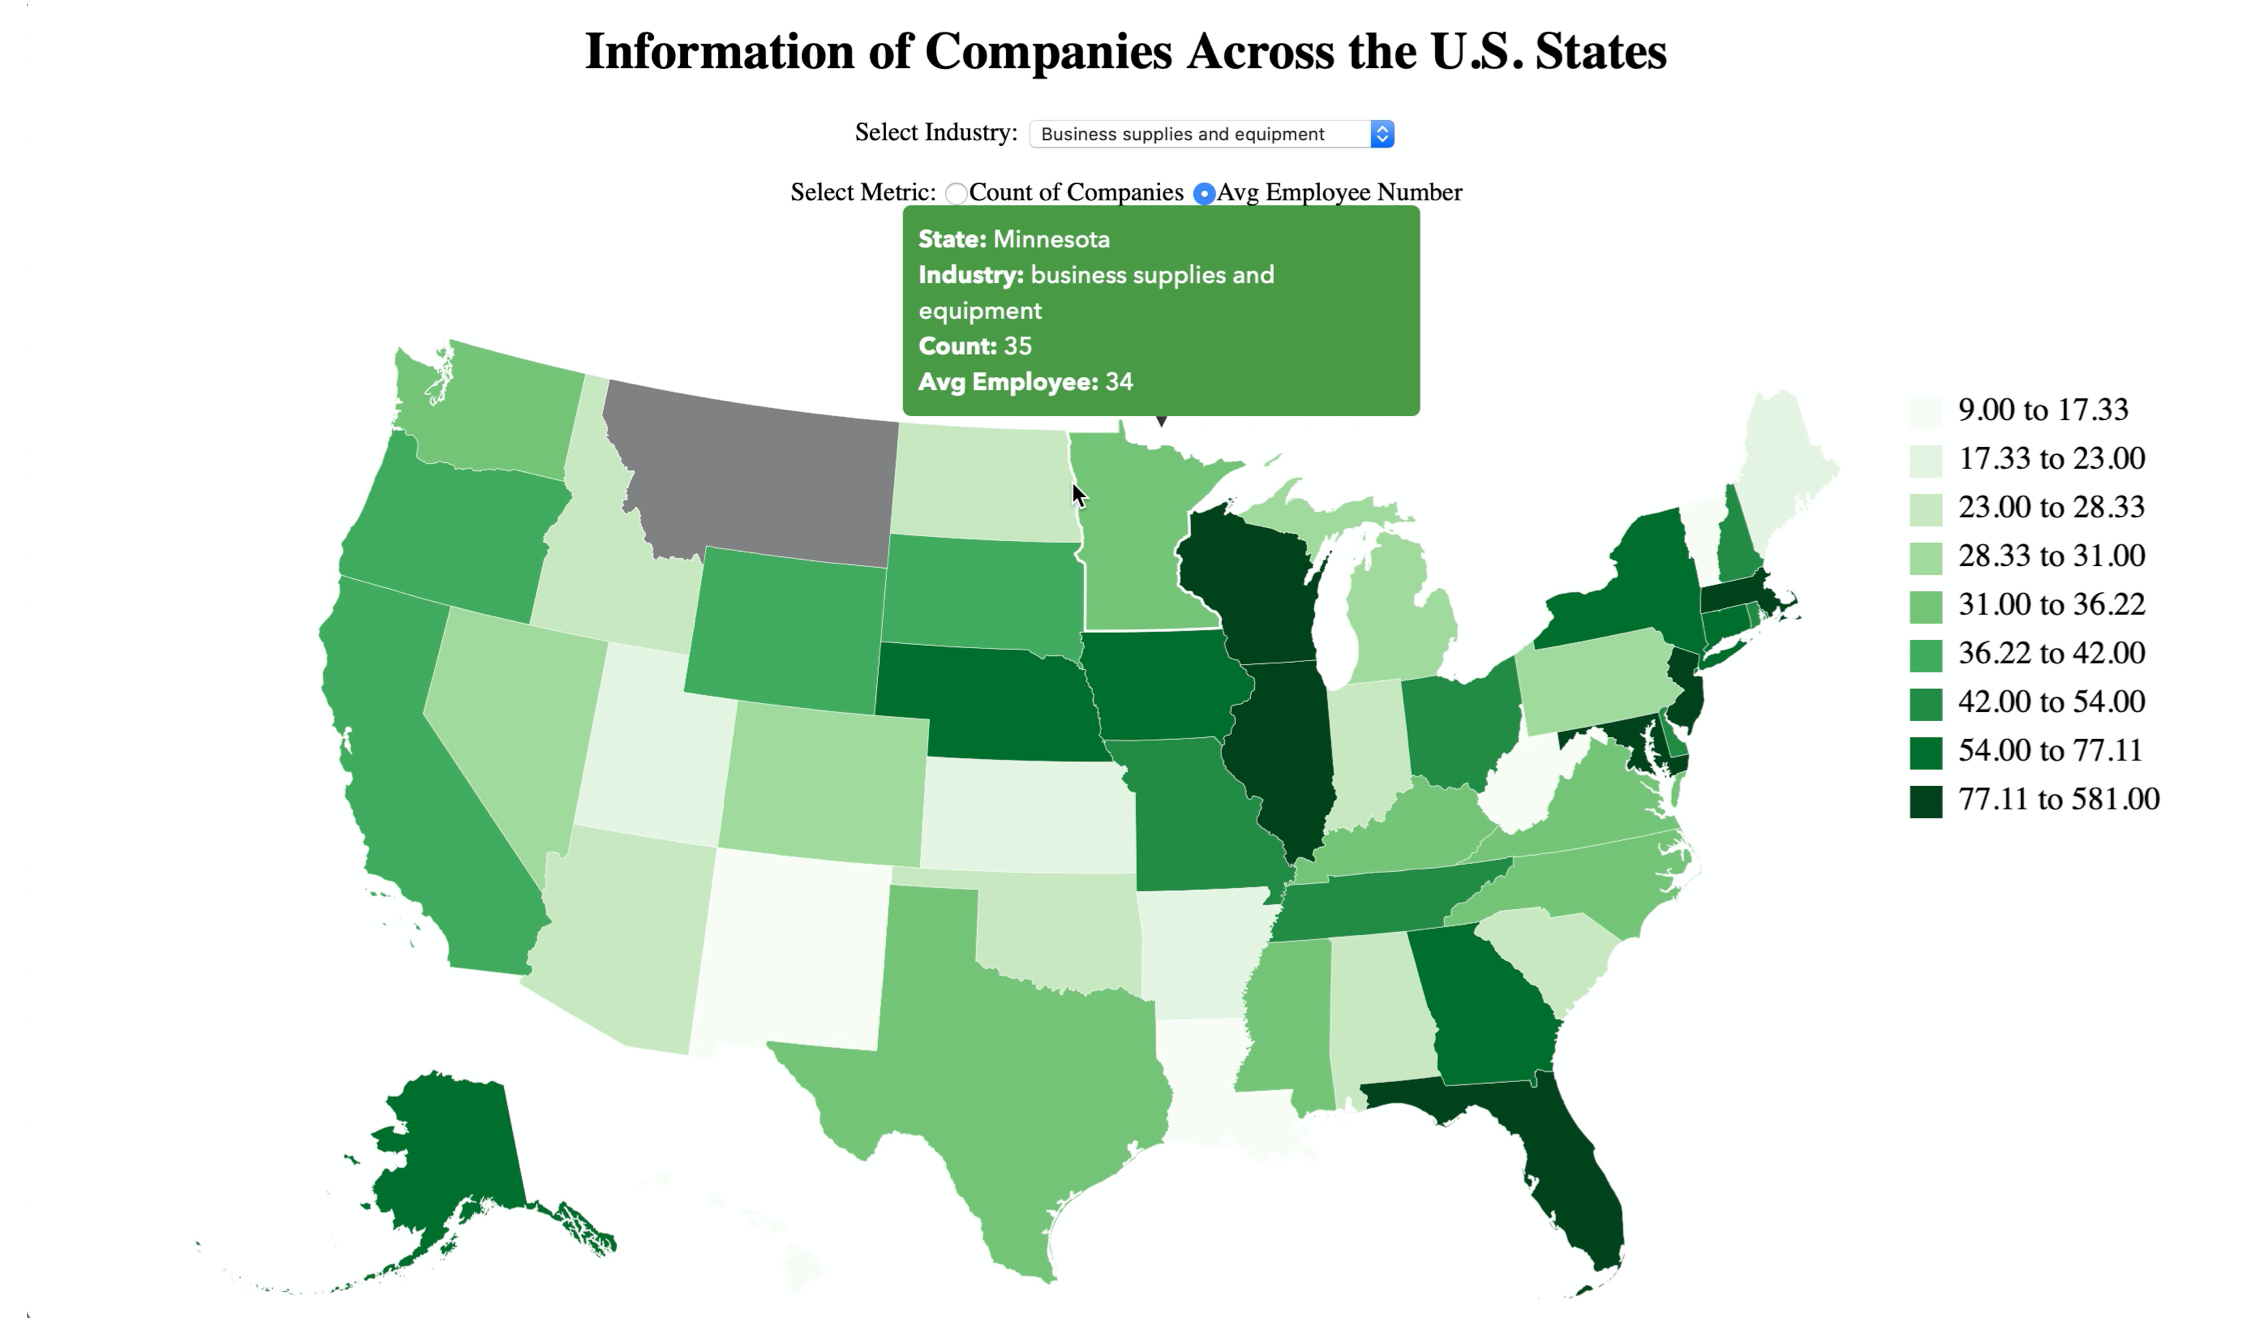 Information of Companies Across the U.S. States
Select Industry: Business supplies and equipment
Select Metric: Count of Companies Avg Employee Number
State: Minnesota
Industry: business supplies and
equipment
Count: 35
Avg Employee: 34
9.00 to 17.33
17.33 to 23.00
23.00 to 28.33
28.33 to 31.00
31.00 to 36.22
36.22 to 42.00
42.00 to 54.00
54.00 to 77.11
77.11 to 581.00